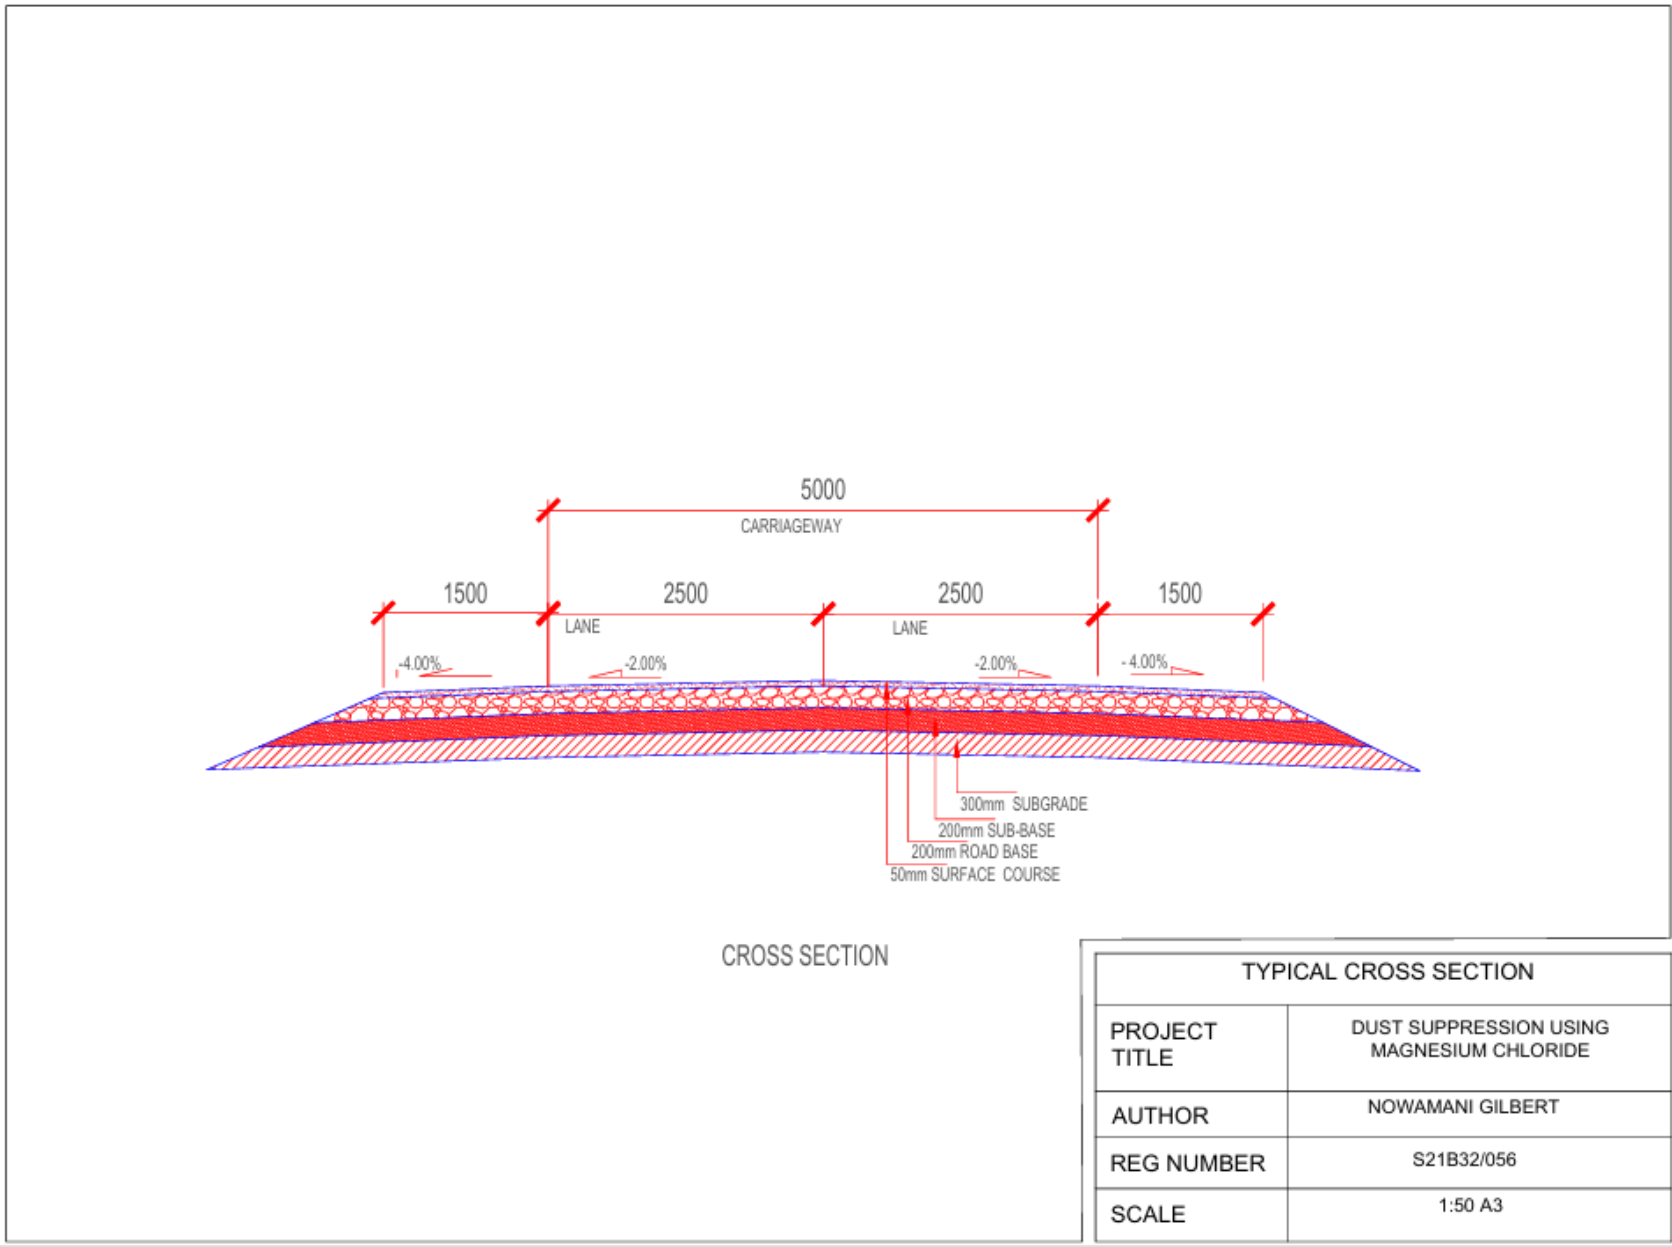 5000
CARRIAGEWAY
1500 2500 2500 1500
LANE LANE
-4.00% -2.00% -2.00% - 4.00%
300mm SUBGRADE
200mm SUB-BASE
200mm ROAD BASE
50mm SURFACE COURSE
CROSS SECTION
TYPICAL CROSS SECTION
PROJECT
TITLE
DUST SUPPRESSION USING
MAGNESIUM CHLORIDE
AUTHOR NOWAMANI GILBERT
REG NUMBER S21B32/056
SCALE 1:50 A3